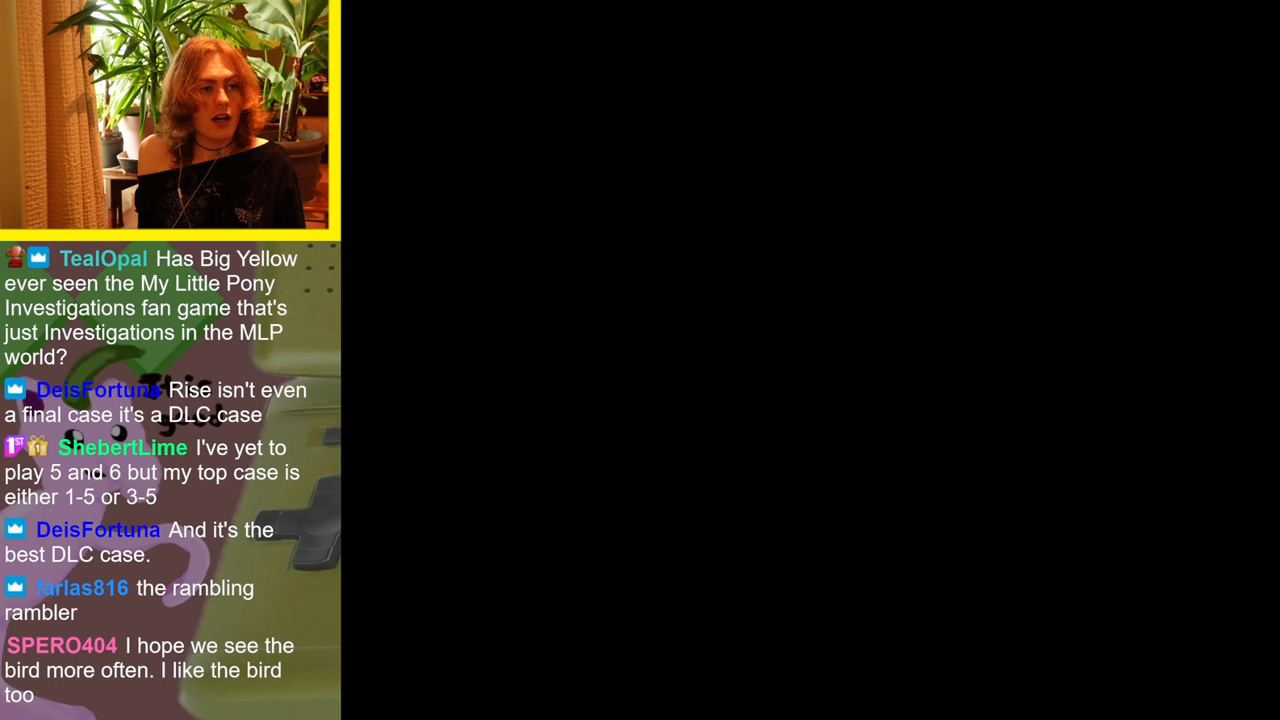 TealOpal Has Big Yellow
ever seen the My Little Pony
Investigations fan game that's
just Investigations in the MLP
world?
DeisFortuna Rise isn't even
a final case it's a DLC case
1ST 1 ShebertLime I've yet to
play 5 and 6 but my top case is
either 1-5 or 3-5
DeisFortuna And it's the
best DLC case.
farlas816 the rambling
rambler
SPERO404 I hope we see the
bird more often. I like the bird
too